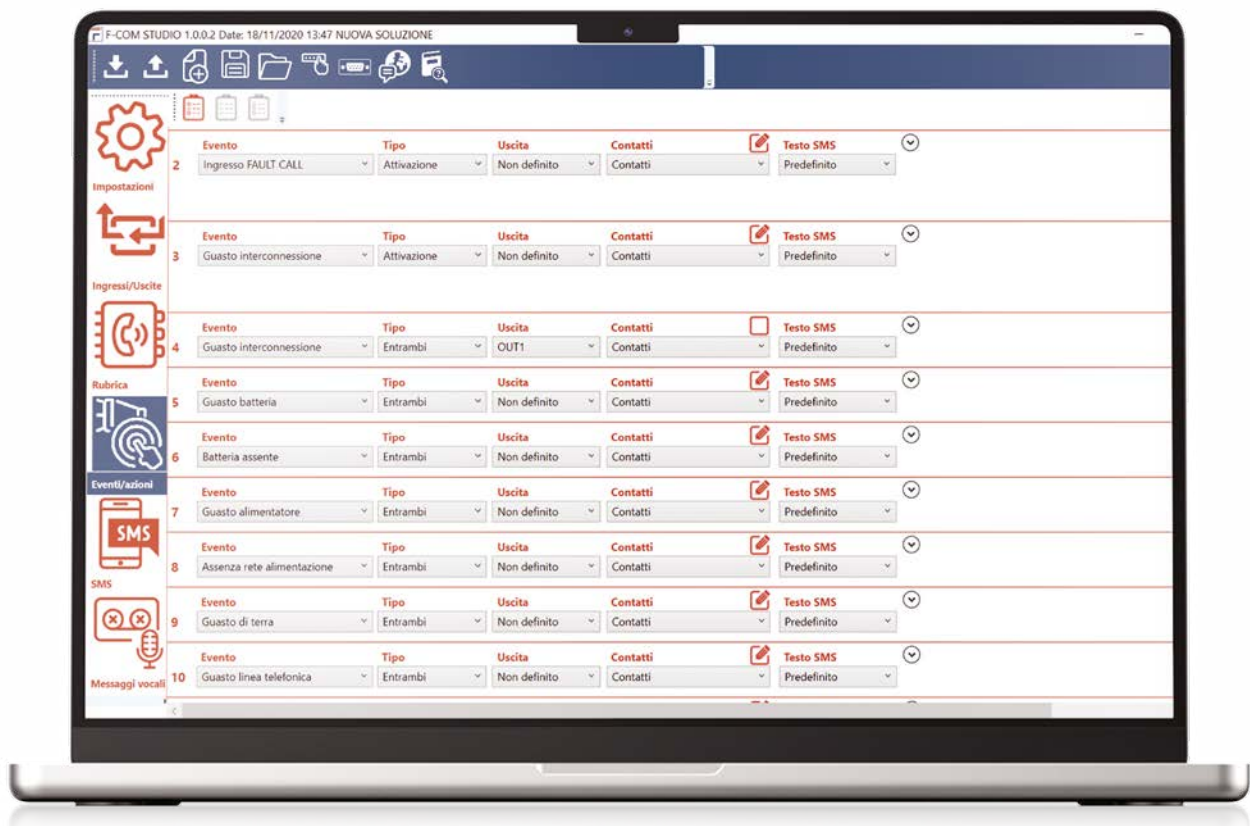 F-COM STUDIO 1.0.0.2 Date: 18/11/2020 13:47 NUOVA SOLUZIONE
Impostazioni
Ingressi/Uscite
Rubrica
Eventi/azioni
SMS
SMS
Messaggi vocali
Evento Tipo Uscita Contatti Testo SMS
2 Ingresso FAULT CALL Attivazione Non definito Contatti Predefinito
Evento Tipo Uscita Contatti Testo SMS
3 Guasto interconnessione Attivazione Non definito Contatti Predefinito
Evento Tipo Uscita Contatti Testo SMS
4 Guasto interconnessione Entrambi OUT1 Contatti Predefinito
Evento Tipo Uscita Contatti Testo SMS
5 Guasto batteria Entrambi Non definito Contatti Predefinito
Evento Tipo Uscita Contatti Testo SMS
6 Batteria assente Entrambi Non definito Contatti Predefinito
Evento Tipo Uscita Contatti Testo SMS
7 Guasto alimentatore Entrambi Non definito Contatti Predefinito
Evento Tipo Uscita Contatti Testo SMS
8 Assenza rete alimentazione Entrambi Non definito Contatti Predefinito
Evento Tipo Uscita Contatti Testo SMS
9 Guasto di terra Entrambi Non definito Contatti Predefinito
Evento Tipo Uscita Contatti Testo SMS
10 Guasto linea telefonica Entrambi Non definito Contatti Predefinito